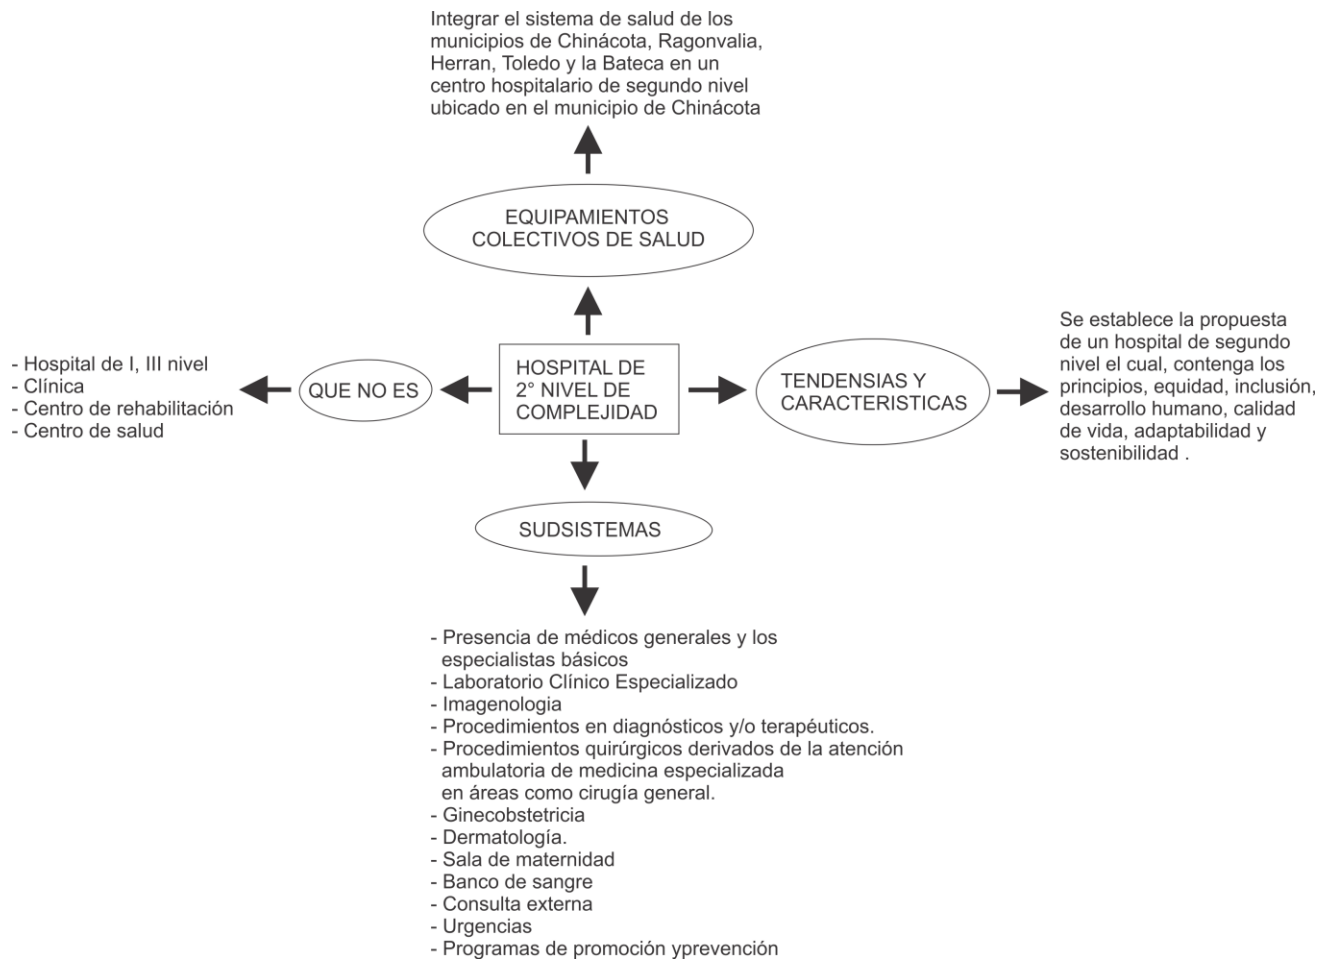 Integrar el sistema de salud de los
municipios de Chinácota, Ragonvalia,
Herran, Toledo y la Bateca en un
centro hospitalario de segundo nivel
ubicado en el municipio de Chinácota
EQUIPAMIENTOS
COLECTIVOS DE SALUD
- Hospital de I, III nivel
- Clínica
- Centro de rehabilitación
- Centro de salud
QUE NO ES
HOSPITAL DE
2° NIVEL DE
COMPLEJIDAD
TENDENSIAS Y
CARACTERISTICAS
Se establece la propuesta
de un hospital de segundo
nivel el cual, contenga los
principios, equidad, inclusión,
desarrollo humano, calidad
de vida, adaptabilidad y
sostenibilidad .
SUDSISTEMAS
- Presencia de médicos generales y los
especialistas básicos
- Laboratorio Clínico Especializado
- Imagenologia
- Procedimientos en diagnósticos y/o terapéuticos.
- Procedimientos quirúrgicos derivados de la atención
ambulatoria de medicina especializada
en áreas como cirugía general.
- Ginecobstetricia
- Dermatología.
- Sala de maternidad
- Banco de sangre
- Consulta externa
- Urgencias
- Programas de promoción yprevención